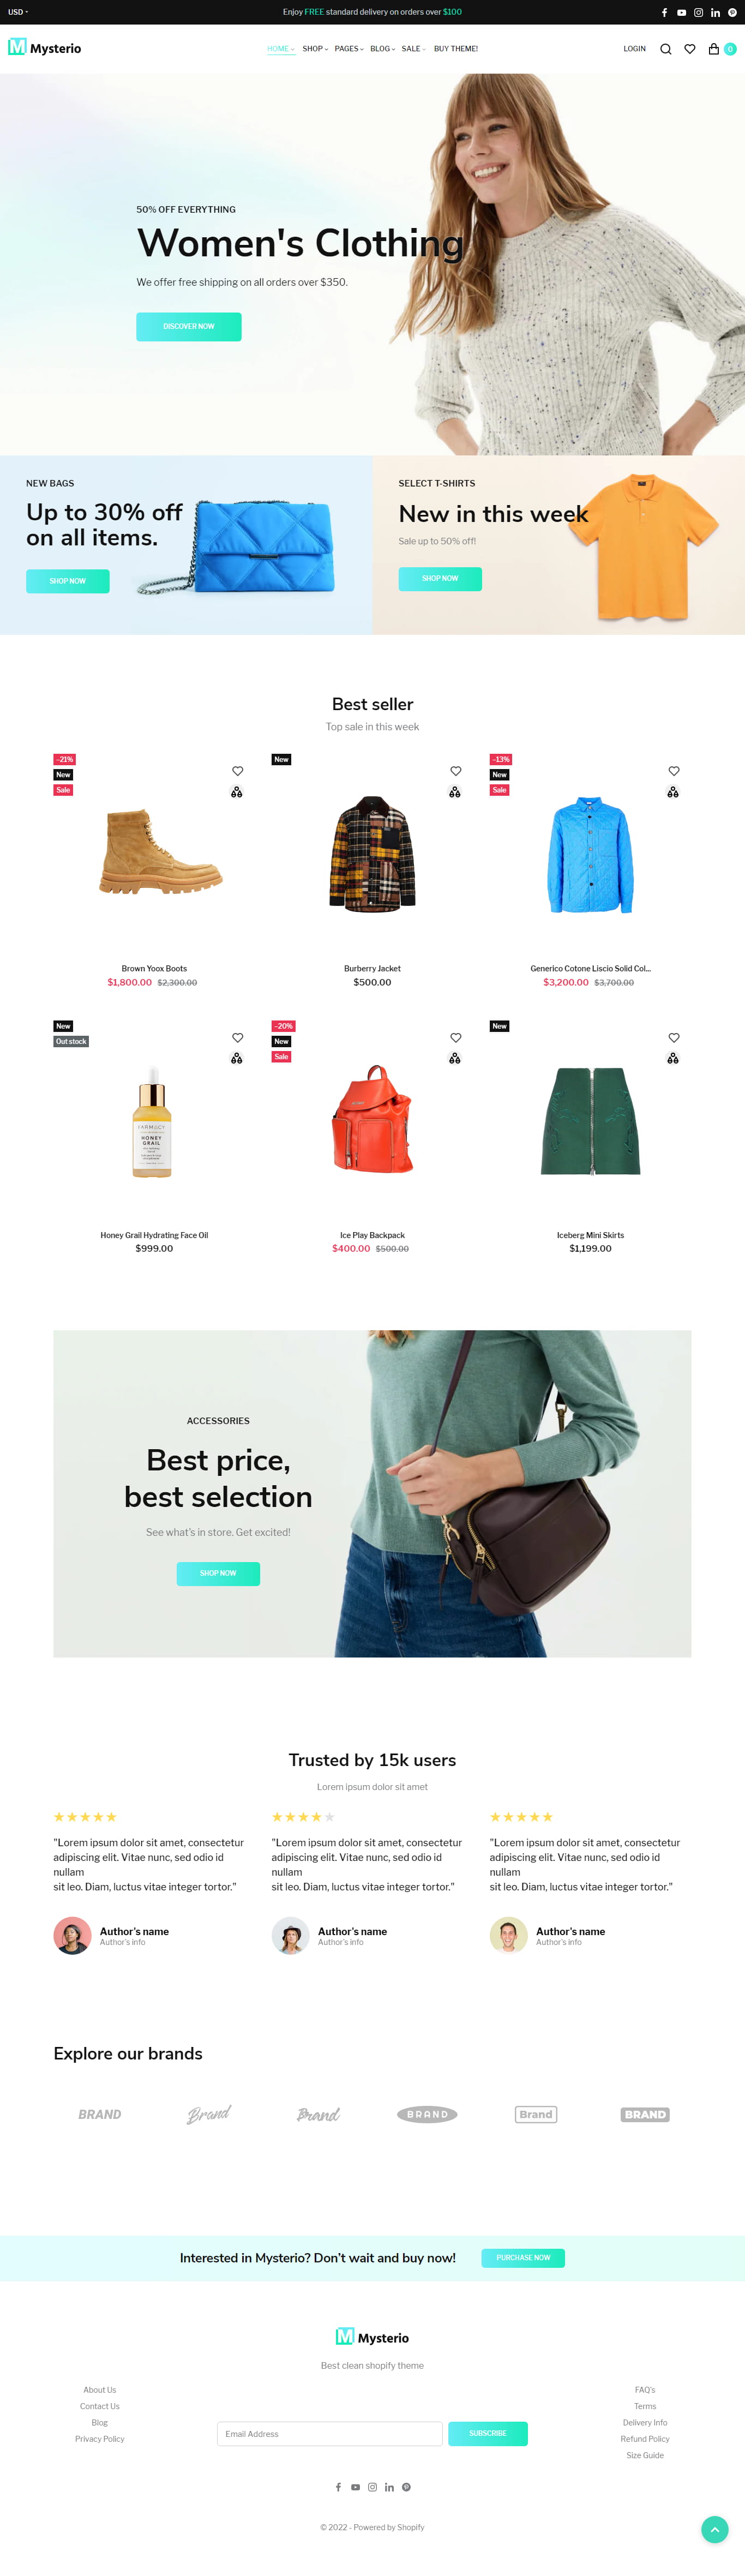 USD
Enjoy FREE standard delivery on orders over $100
Mysterio
HOME
SHOP
PAGES
BLOG
SALE
BUY THEME!
LOGIN
0
50% OFF EVERYTHING
Women's Clothing
We offer free shipping on all orders over $350.
DISCOVER NOW
NEW BAGS
Up to 30% off
on all items.
SHOP NOW
SELECT T-SHIRTS
New in this week
Sale up to 50% off!
SHOP NOW
Best seller
Top sale in this week
-21%
New
Sale
Brown Yoox Boots
$1,800.00 $2,300.00
New
Burberry Jacket
$500.00
-13%
New
Sale
Generico Cotone Liscio Solid Col...
$3,200.00 $3,700.00
New
Out stock
FARMACY
HONEY
GRAIL
Honey Grail Hydrating Face Oil
$999.00
-20%
New
Sale
Ice Play Backpack
$400.00 $500.00
New
Iceberg Mini Skirts
$1,199.00
ACCESSORIES
Best price,
best selection
See what's in store. Get excited!
SHOP NOW
Trusted by 15k users
Lorem ipsum dolor sit amet
"Lorem ipsum dolor sit amet, consectetur
adipiscing elit. Vitae nunc, sed odio id
nullam
sit leo. Diam, luctus vitae integer tortor."
Author's name
Author's info
"Lorem ipsum dolor sit amet, consectetur
adipiscing elit. Vitae nunc, sed odio id
nullam
sit leo. Diam, luctus vitae integer tortor."
Author's name
Author's info
"Lorem ipsum dolor sit amet, consectetur
adipiscing elit. Vitae nunc, sed odio id
nullam
sit leo. Diam, luctus vitae integer tortor."
Author's name
Author's info
Explore our brands
BRAND
Brand
Brand
BRAND
Brand
BRAND
Interested in Mysterio? Don't wait and buy now!
PURCHASE NOW
Mysterio
Best clean shopify theme
About Us
Contact Us
Blog
Privacy Policy
Email Address
SUBSCRIBE
FAQ's
Terms
Delivery Info
Refund Policy
Size Guide
© 2022 - Powered by Shopify